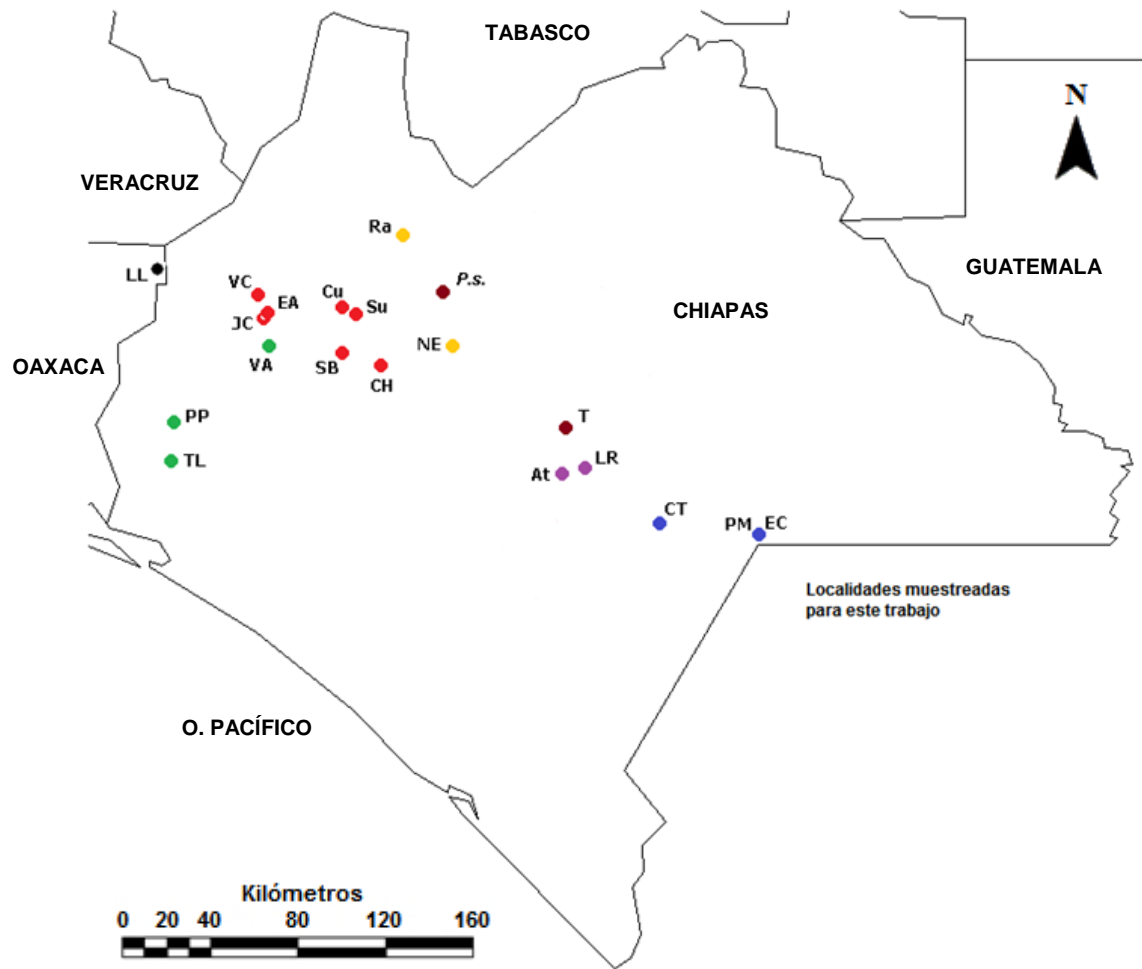 TABASCO
N
VERACRUZ
Ra
LL
GUATEMALA
VC
P.s.
EA
Cu
Su
CHIAPAS
JC
VA
NE
OAXACA
SB
CH
PP
T
TL
LR
At
CT
PM
EC
Localidades muestreadas
para este trabajo
O. PACÍFICO
Kilómetros
0 20 40 80 120 160